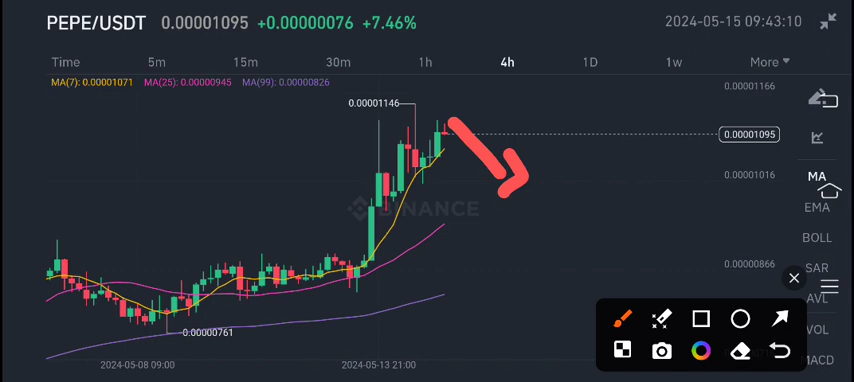 PEPE/USDT 0.00001095 +0.00000076 +7.46% 2024-05-15 09:43:10
Time 5m 15m 30m 1h 4h 1D 1w More
MA(7): 0.00001071 MA(25): 0.00000945 MA(99): 0.00000826
0.00001166
0.00001146
0.00001095
0.00001016
MA
BINANCE
EMA
BOLL
0.00000866
SAR
AVL
0.00000761
VOL
2024-05-08 09:00 2024-05-13 21:00
MACD